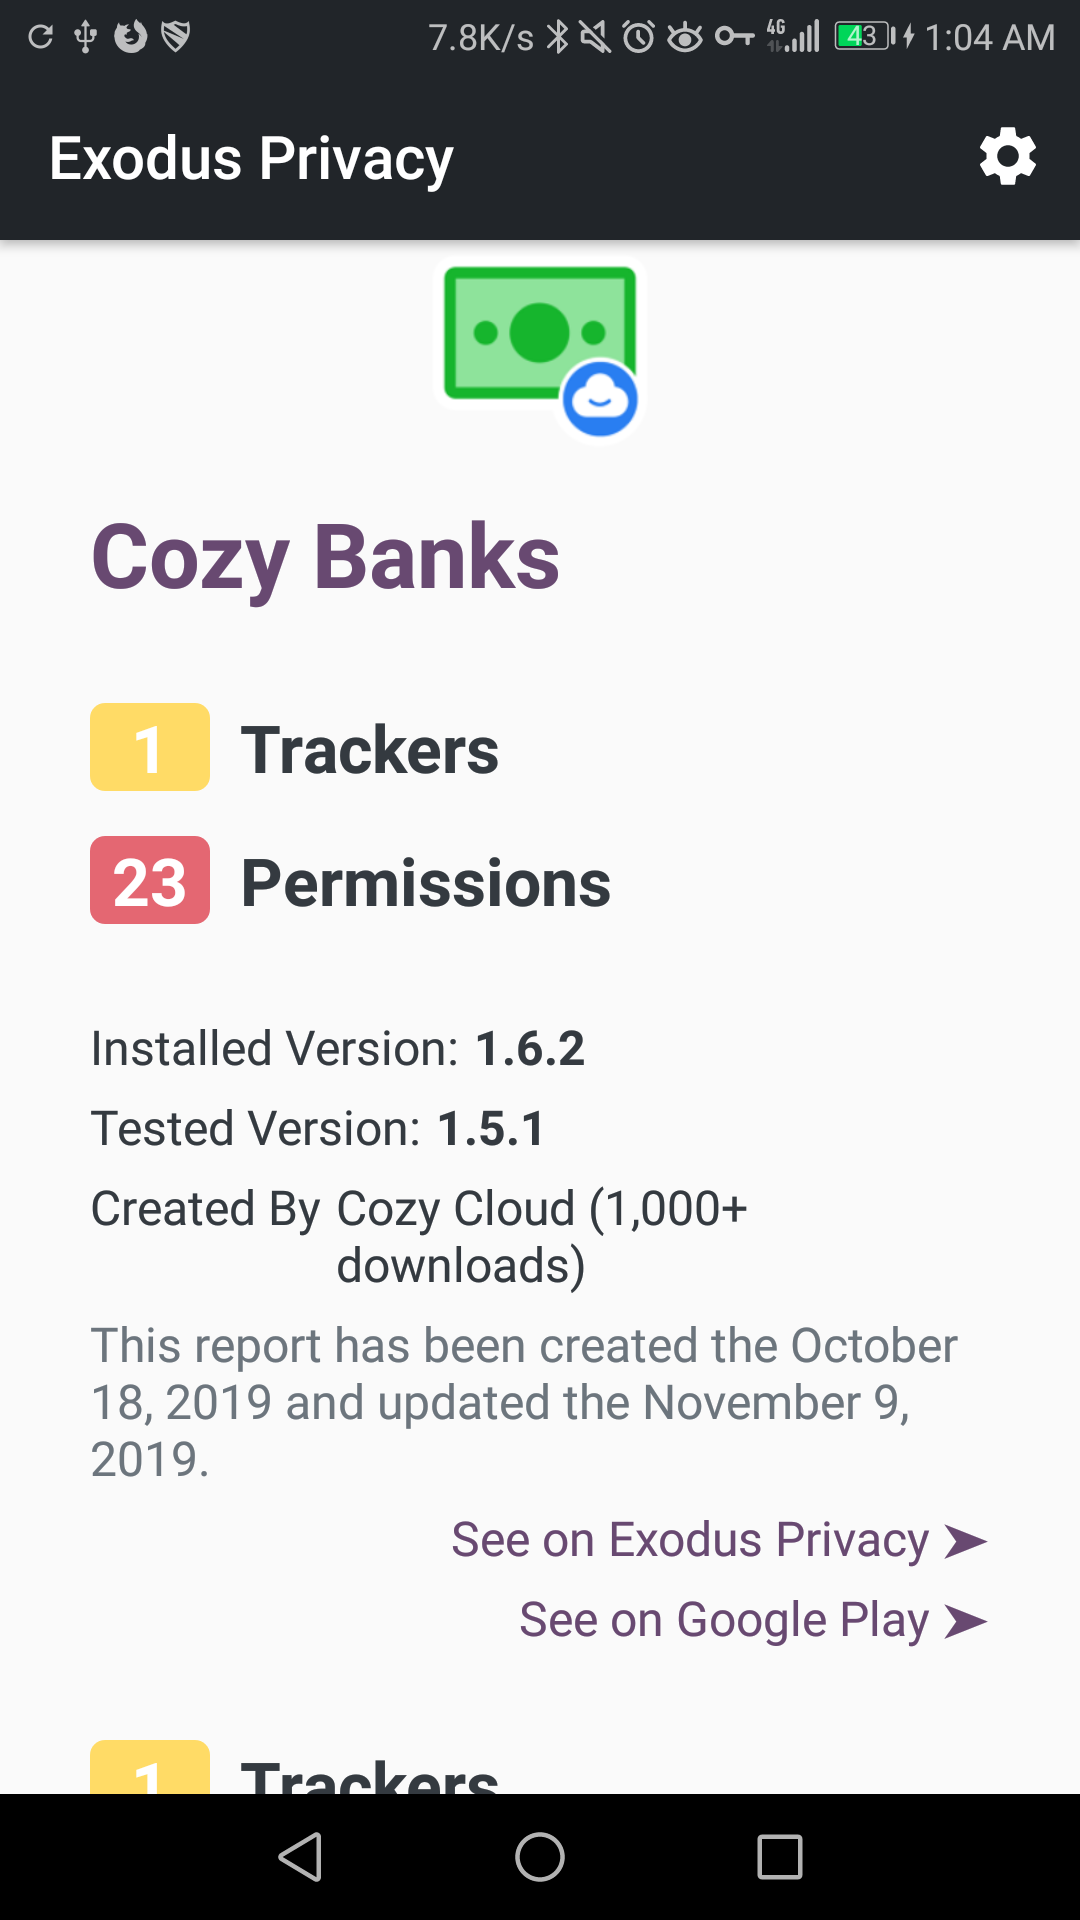 7.8K/s 4G 43 1:04 AM
Exodus Privacy
Cozy Banks
1 Trackers
23 Permissions
Installed Version: 1.6.2
Tested Version: 1.5.1
Created By Cozy Cloud (1,000+
downloads)
This report has been created the October
18, 2019 and updated the November 9,
2019.
See on Exodus Privacy ➤
See on Google Play ➤
1 Trackers